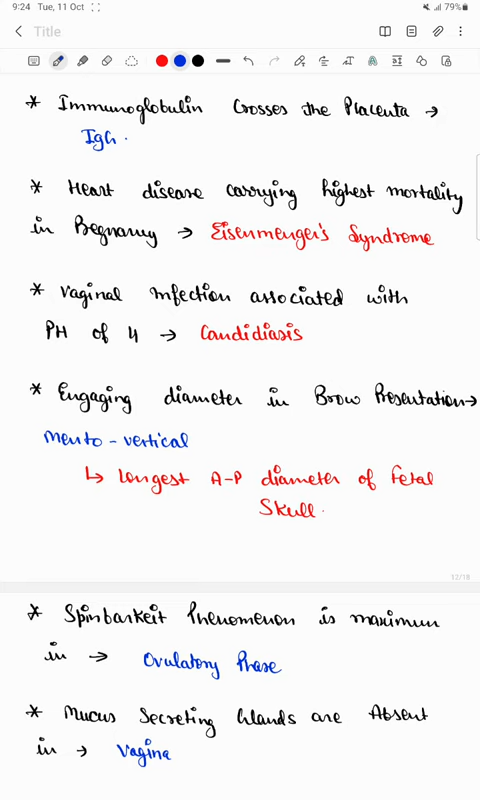 9:24 Tue, 11 Oct
79%
Title
* Immunoglobulin Crosses the Placenta →
IgG.
* Heart disease carrying highest mortality
in Pregnancy → Eisenmenger's Syndrome
* Vaginal Infection associated with
PH of 4 → Candidiasis
* Engaging diameter in Brow Presentation→
Mento-vertical
↳ Longest A-P diameter of Fetal
Skull.
12/18
* Spinbarkeit Phenomenon is maximum
in → Ovulatory Phase
* Mucus Secreting Glands are Absent
in → Vagina